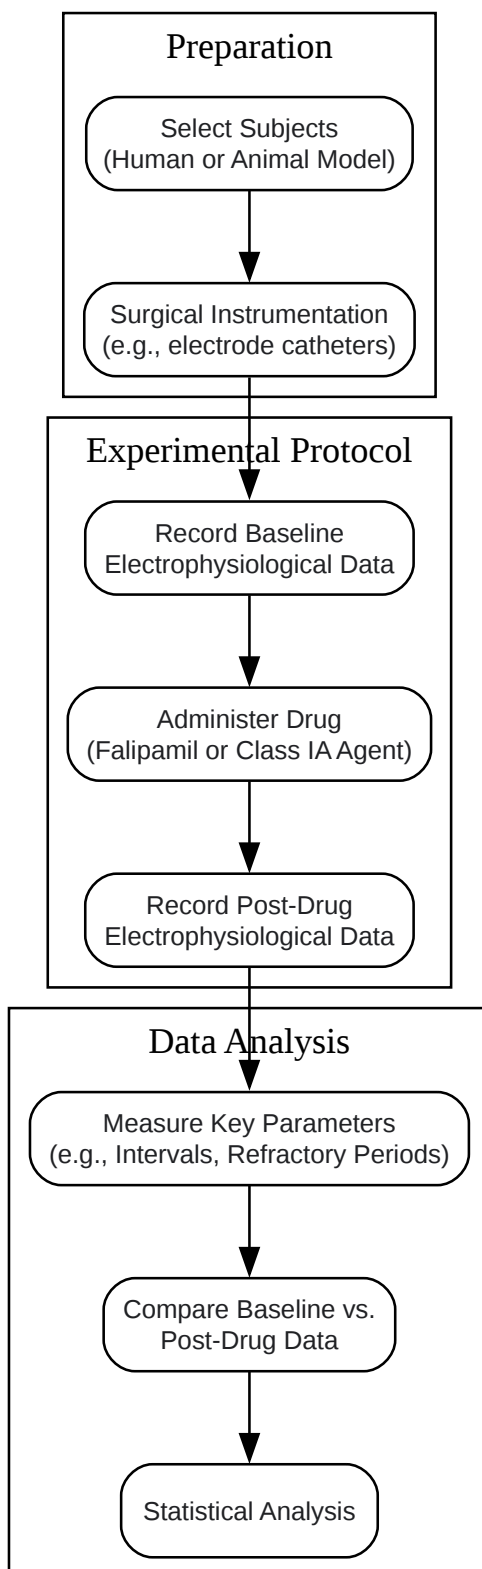 Preparation
Select Subjects
(Human or Animal Model)
Surgical Instrumentation
(e.g., electrode catheters)
Experimental Protocol
Record Baseline
Electrophysiological Data
Administer Drug
(Falipamil or Class IA Agent)
Record Post-Drug
Electrophysiological Data
Data Analysis
Measure Key Parameters
(e.g., Intervals, Refractory Periods)
Compare Baseline vs.
Post-Drug Data
Statistical Analysis